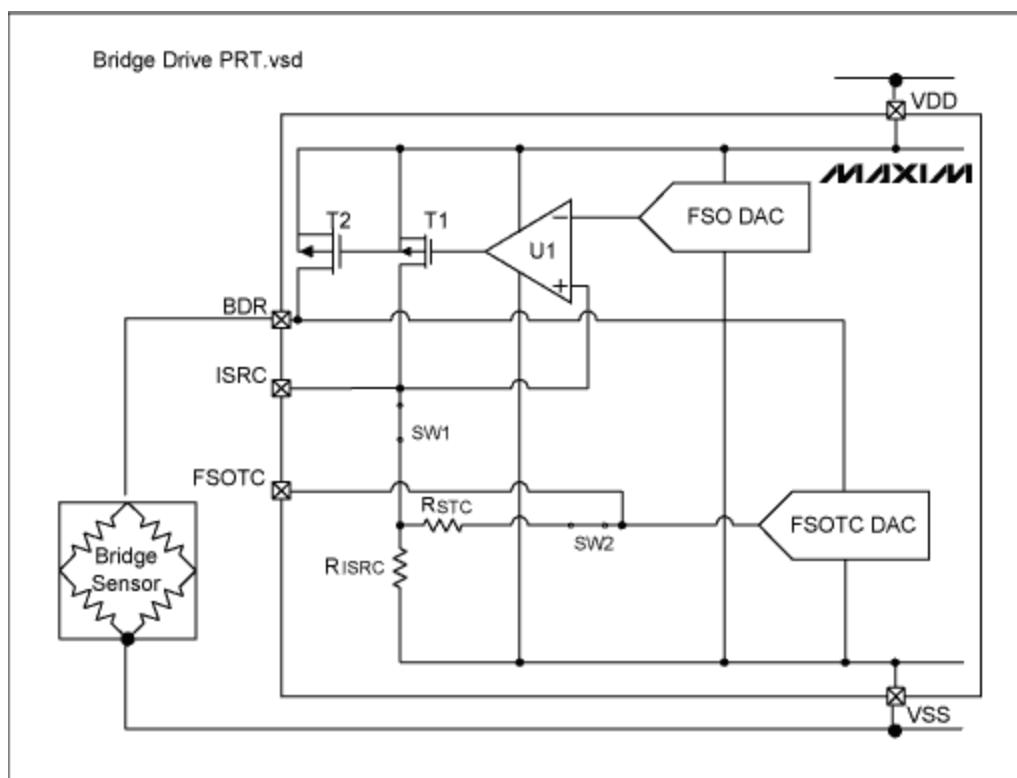 Bridge Drive PRT.vsd
VDD
MAXIM
FSO DAC
T2
T1
−
U1
+
BDR
ISRC
SW1
FSOTC
RSTC
SW2
FSOTC DAC
RISRC
Bridge
Sensor
VSS